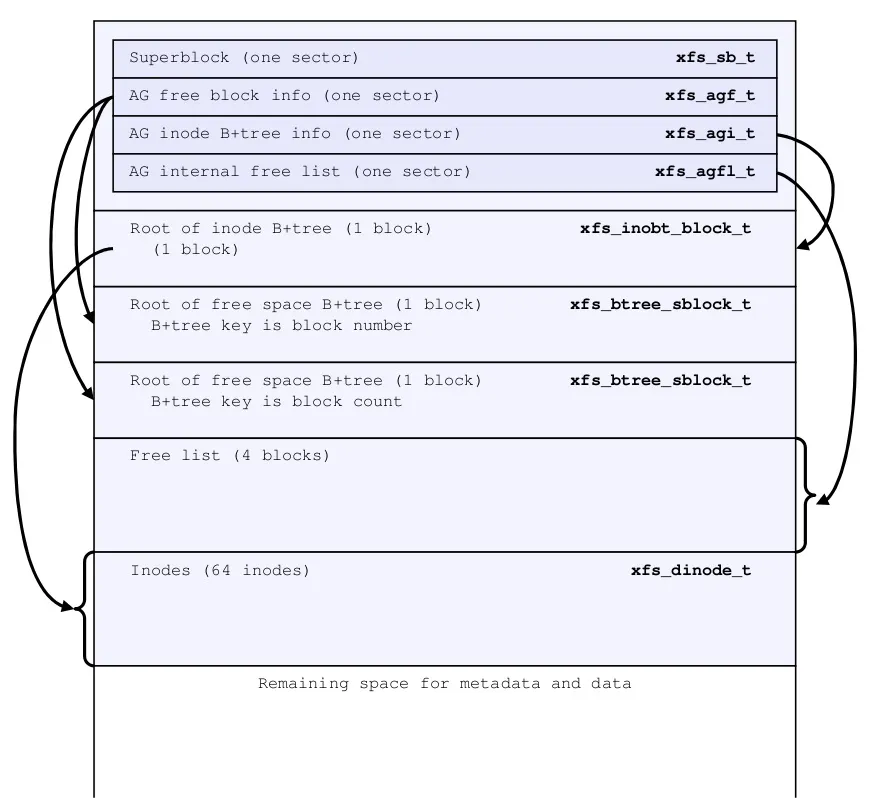 Superblock (one sector) xfs_sb_t
AG free block info (one sector) xfs_agf_t
AG inode B+tree info (one sector) xfs_agi_t
AG internal free list (one sector) xfs_agfl_t
Root of inode B+tree (1 block) xfs_inobt_block_t
(1 block)
Root of free space B+tree (1 block) xfs_btree_sblock_t
B+tree key is block number
Root of free space B+tree (1 block) xfs_btree_sblock_t
B+tree key is block count
Free list (4 blocks)
Inodes (64 inodes) xfs_dinode_t
Remaining space for metadata and data